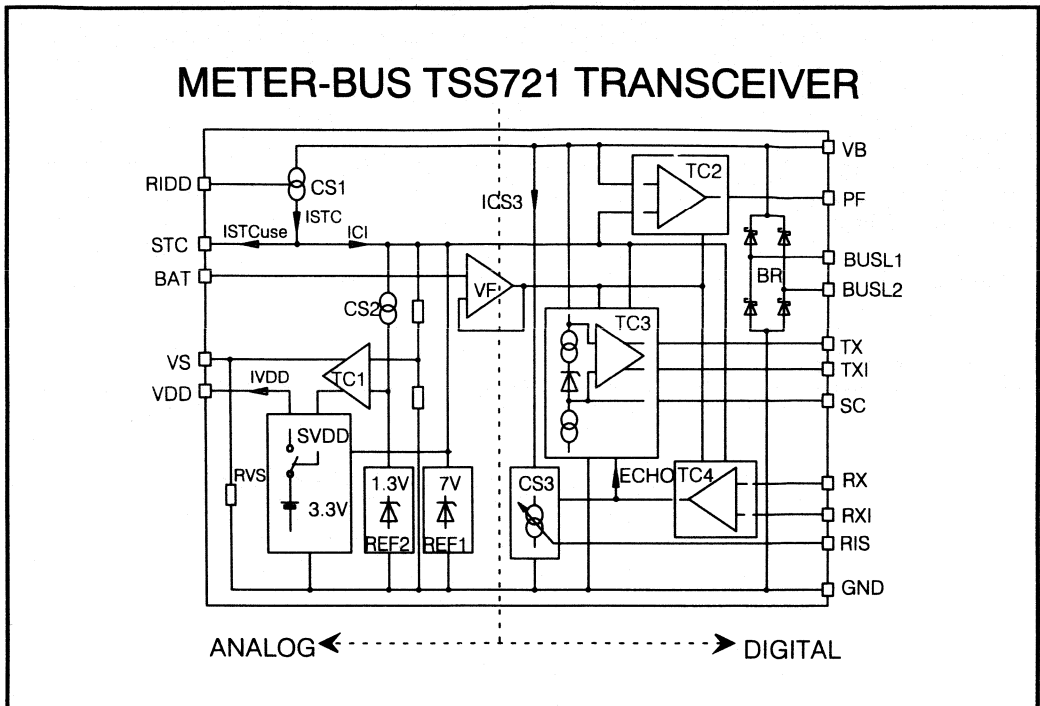 METER-BUS TSS721 TRANSCEIVER
VB
TC2
RIDD
CS1
PF
ICS3
ISTC
STC
ISTCuse
ICI
BUSL1
BAT
VF
BR
BUSL2
CS2
TC3
TX
VS
TC1
TXI
IVDD
VDD
SC
SVDD
RVS
1.3V
7V
CS3
ECHO
TC4
RX
3.3V
RXI
REF2
REF1
RIS
GND
ANALOG
DIGITAL